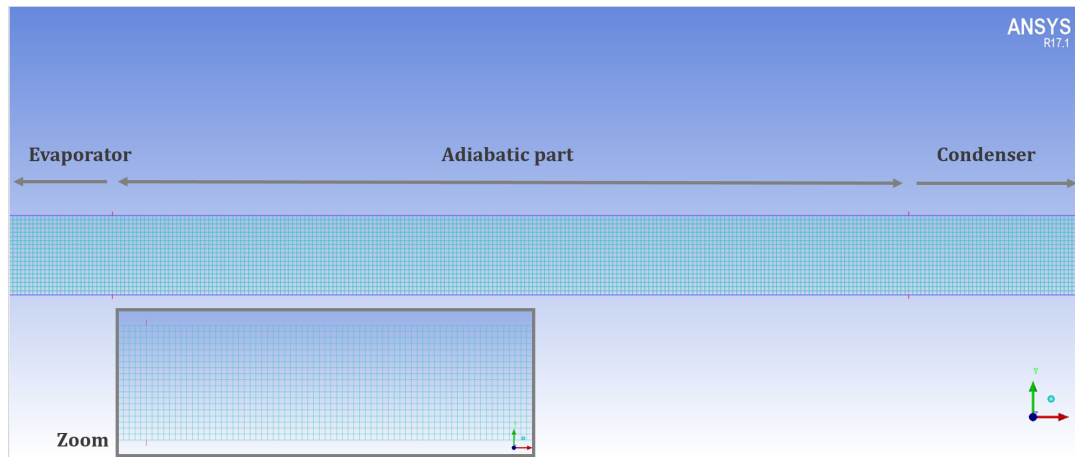 ANSYS
R17.1
Evaporator
Adiabatic part
Condenser
Y
Zoom